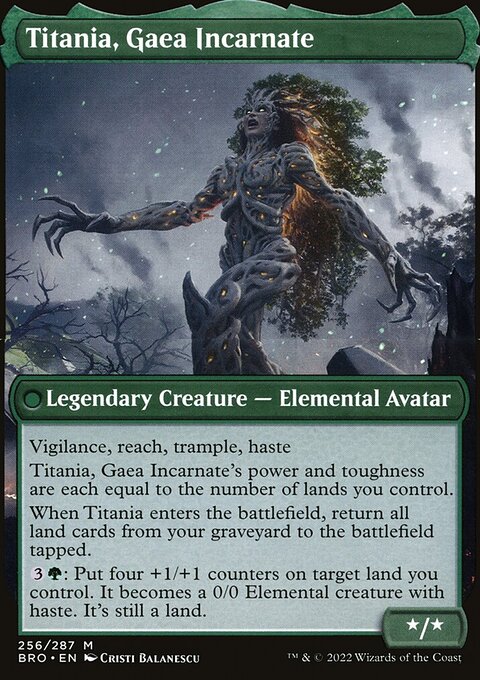 Titania, Gaea Incarnate
Legendary Creature — Elemental Avatar
Vigilance, reach, trample, haste
Titania, Gaea Incarnate's power and toughness
are each equal to the number of lands you control.
When Titania enters the battlefield, return all
land cards from your graveyard to the battlefield
tapped.
3: Put four +1/+1 counters on target land you
control. It becomes a 0/0 Elemental creature with
haste. It's still a land.
★/★
256/287 M
BRO • EN Cristi Balanescu
™ & © 2022 Wizards of the Coast